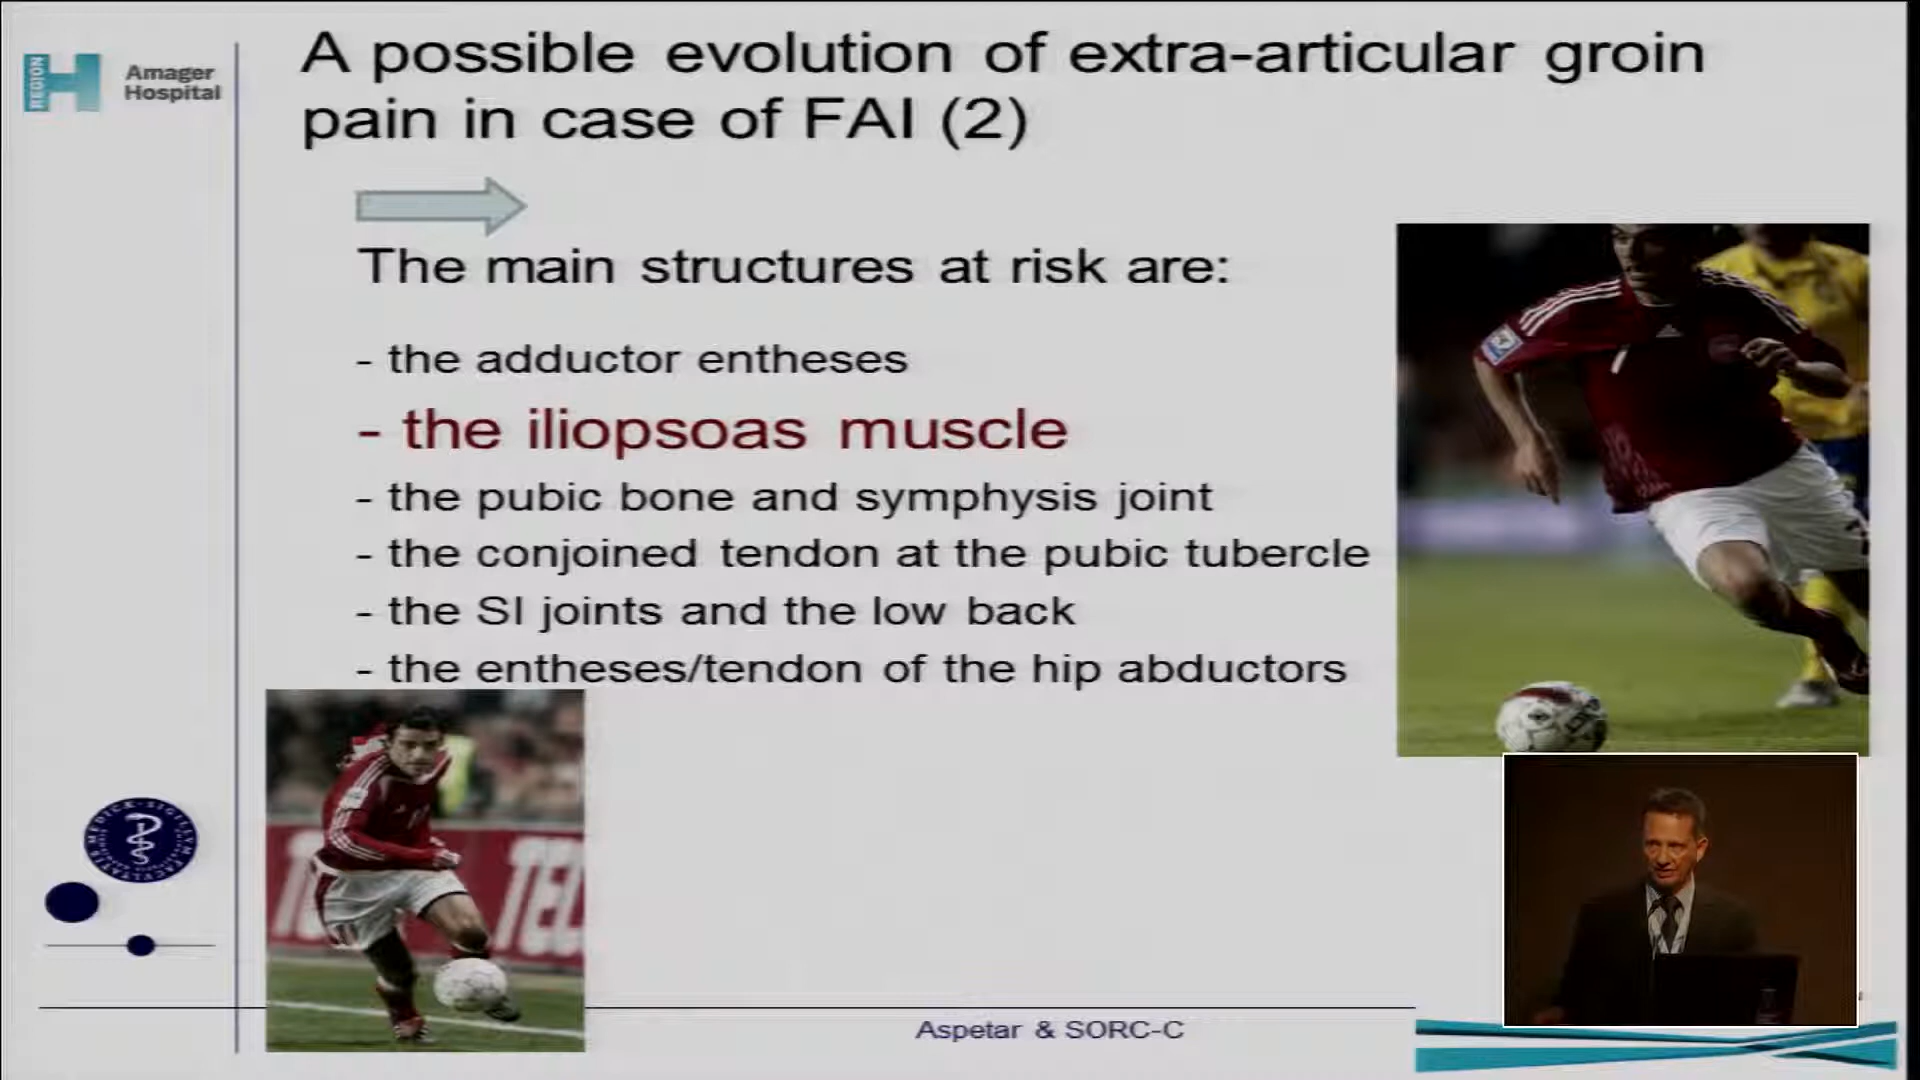 REGION
Amager
Hospital
A possible evolution of extra-articular groin
pain in case of FAI (2)
The main structures at risk are:
- the adductor entheses
- the iliopsoas muscle
- the pubic bone and symphysis joint
- the conjoined tendon at the pubic tubercle
- the SI joints and the low back
- the entheses/tendon of the hip abductors
Aspetar & SORC-C